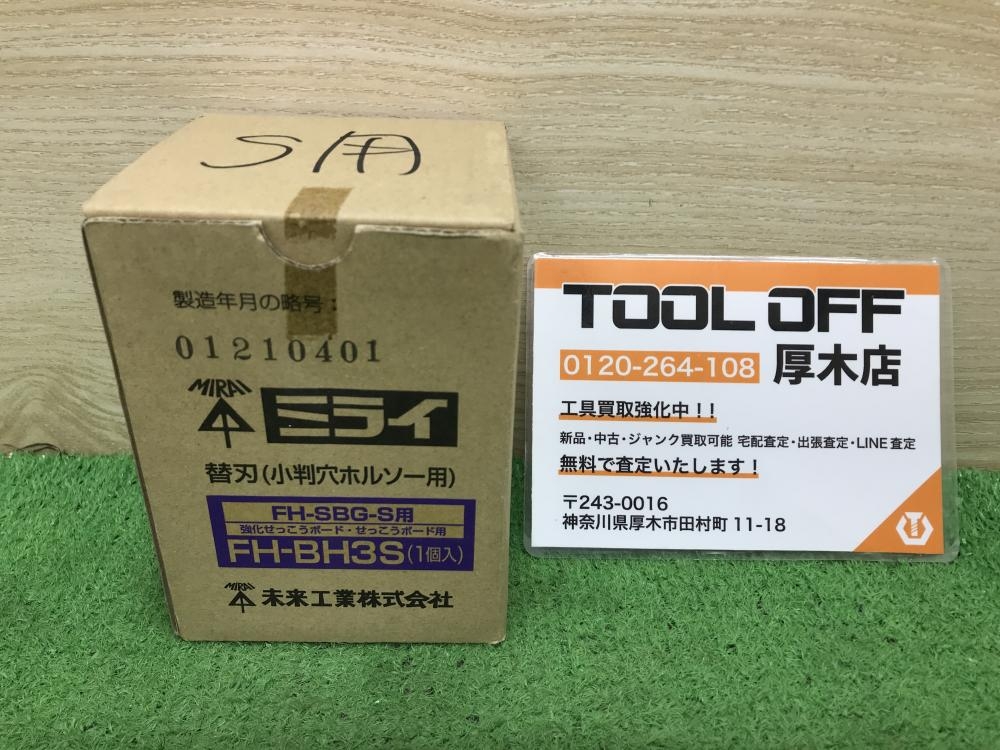 S用
製造年月の略号：
01210401
MIRAI
ミライ
替刃(小判穴ホルソー用)
FH-SBG-S用
強化せっこうボード・せっこうボード用
FH-BH3S(1個入)
MIRAI
未来工業株式会社
TOOL OFF
0120-264-108 厚木店
工具買取強化中！！
新品・中古・ジャンク買取可能 宅配査定・出張査定・LINE査定
無料で査定いたします！
〒243-0016
神奈川県厚木市田村町 11-18